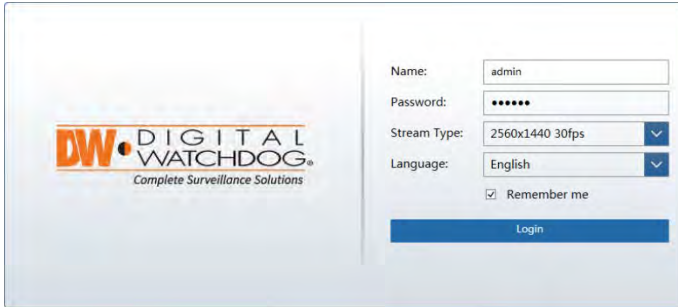 DW DIGITAL
WATCHDOG®
Complete Surveillance Solutions
Name: admin
Password: ••••••
Stream Type: 2560x1440 30fps
Language: English
Remember me
Login